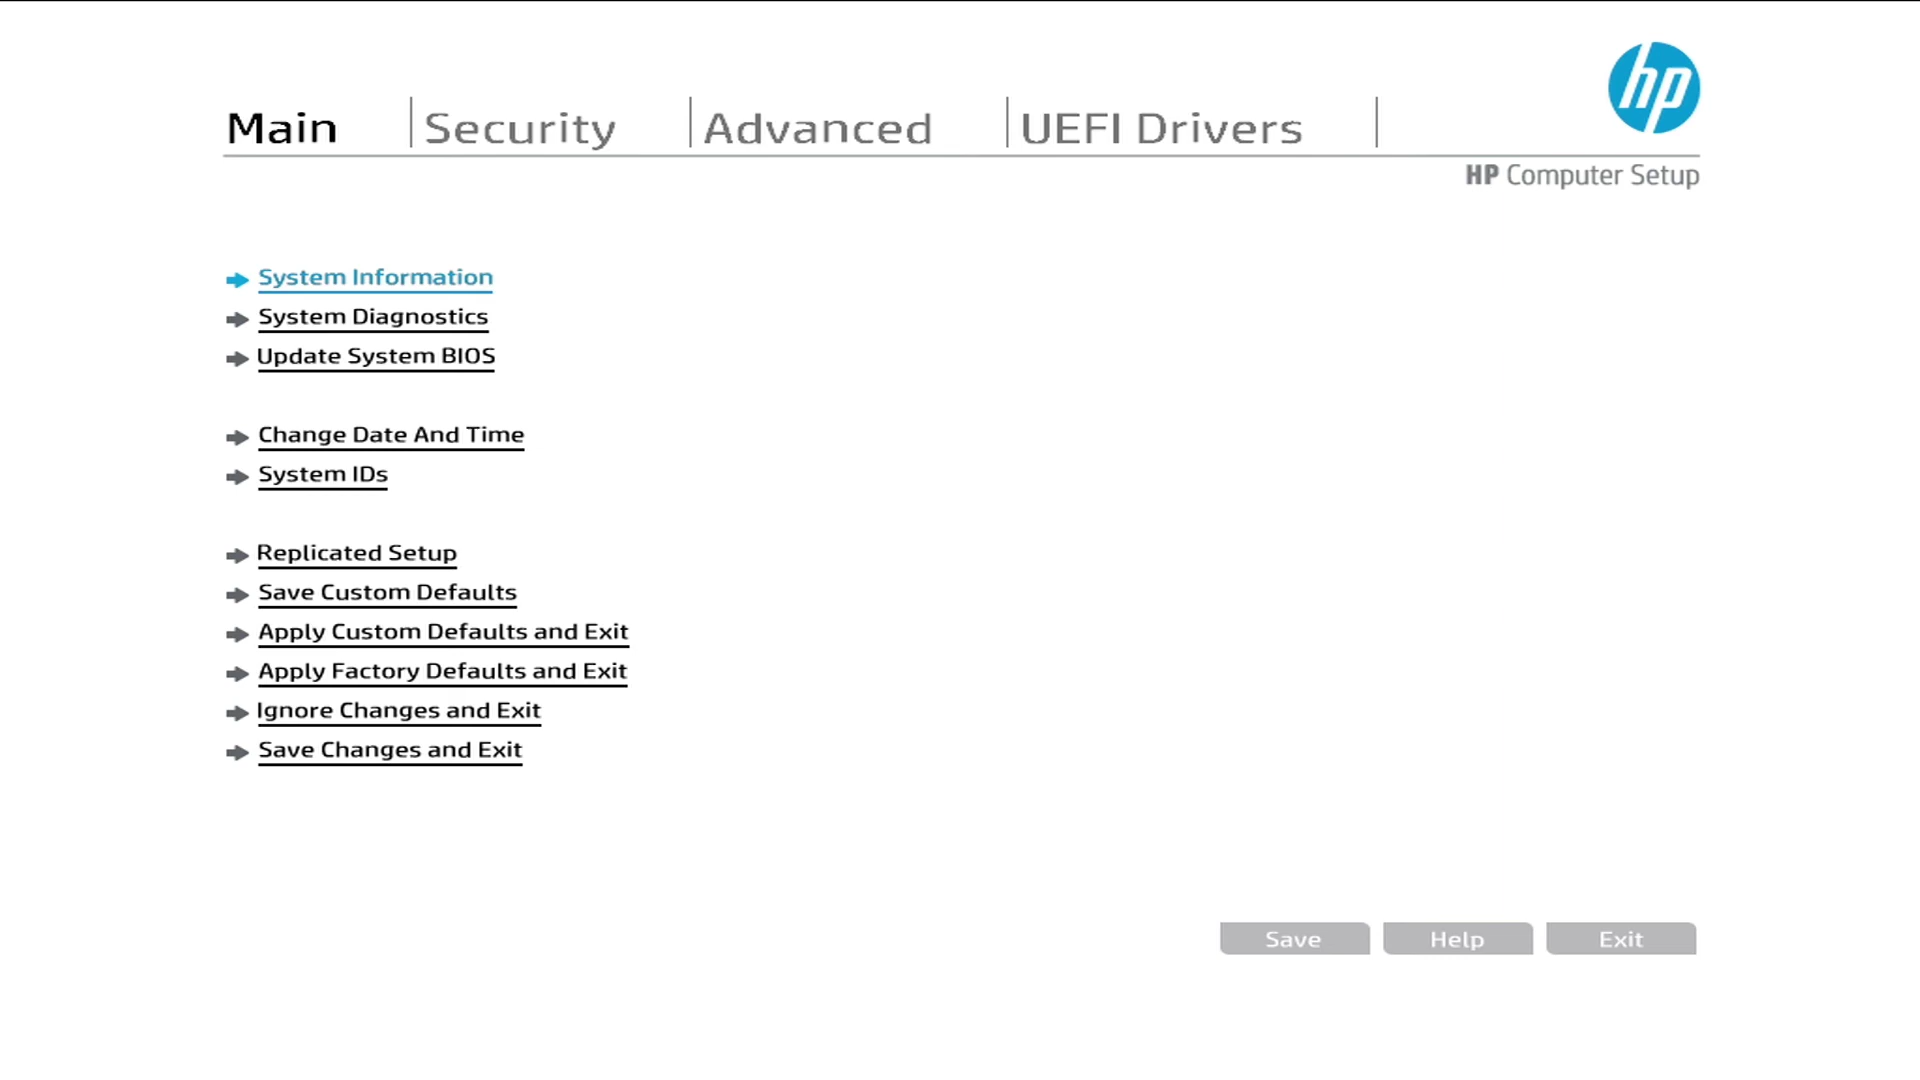 Main
Security
Advanced
UEFI Drivers
hp
HP Computer Setup
System Information
System Diagnostics
Update System BIOS
Change Date And Time
System IDs
Replicated Setup
Save Custom Defaults
Apply Custom Defaults and Exit
Apply Factory Defaults and Exit
Ignore Changes and Exit
Save Changes and Exit
Save
Help
Exit